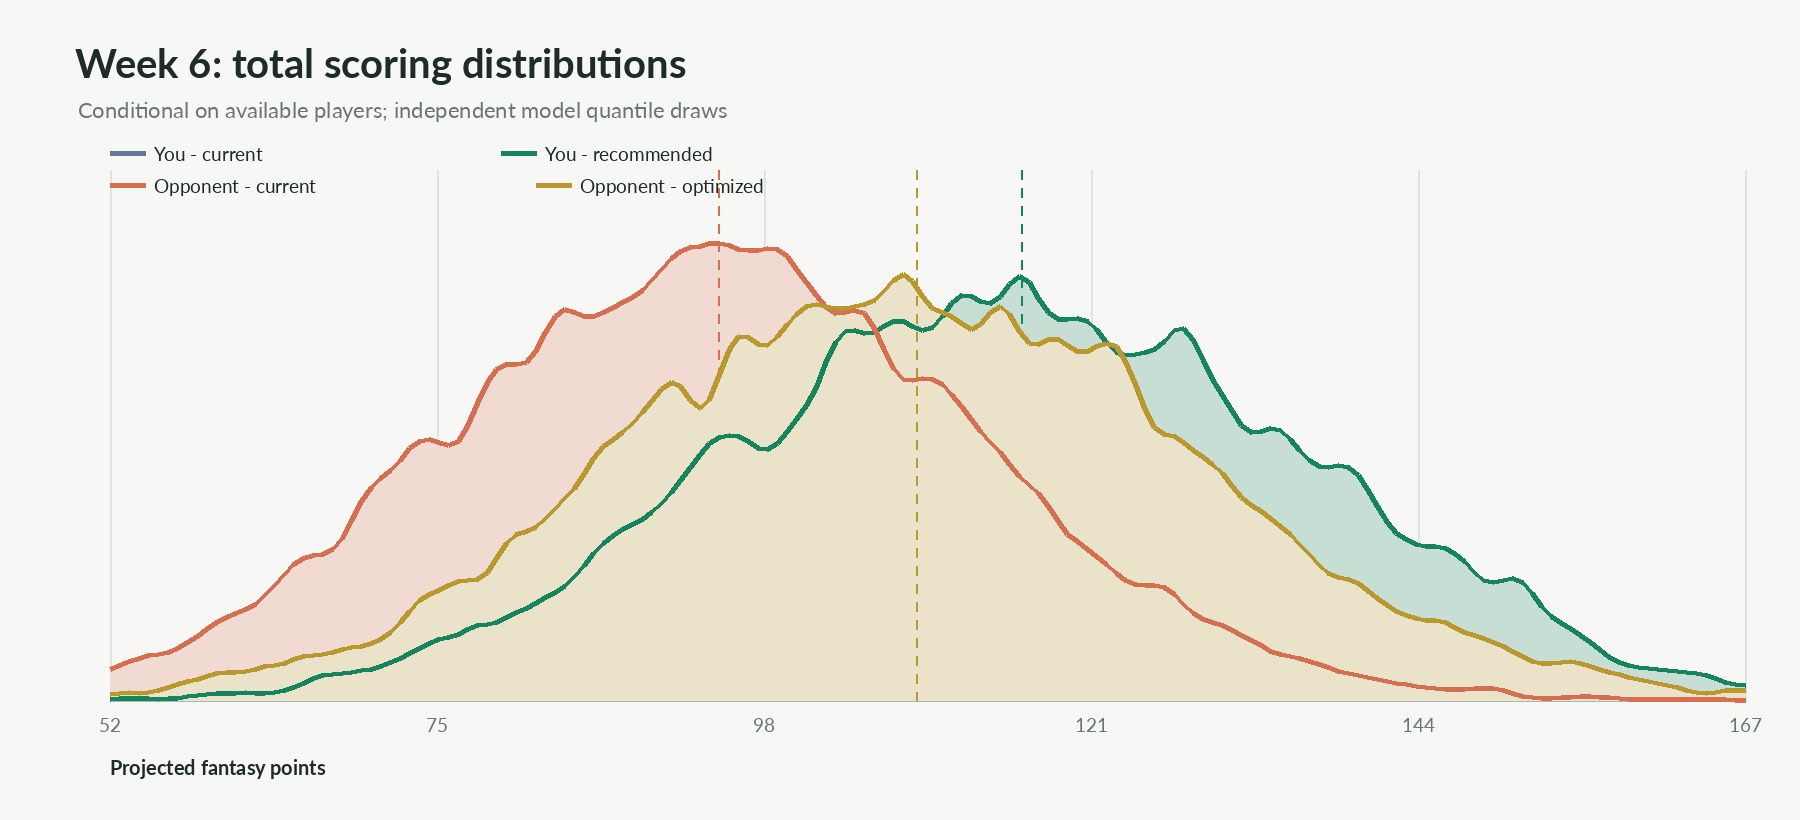 Week 6: total scoring distributions
Conditional on available players; independent model quantile draws
You - current
You - recommended
Opponent - current
Opponent - optimized
52 75 98 121 144 167
Projected fantasy points